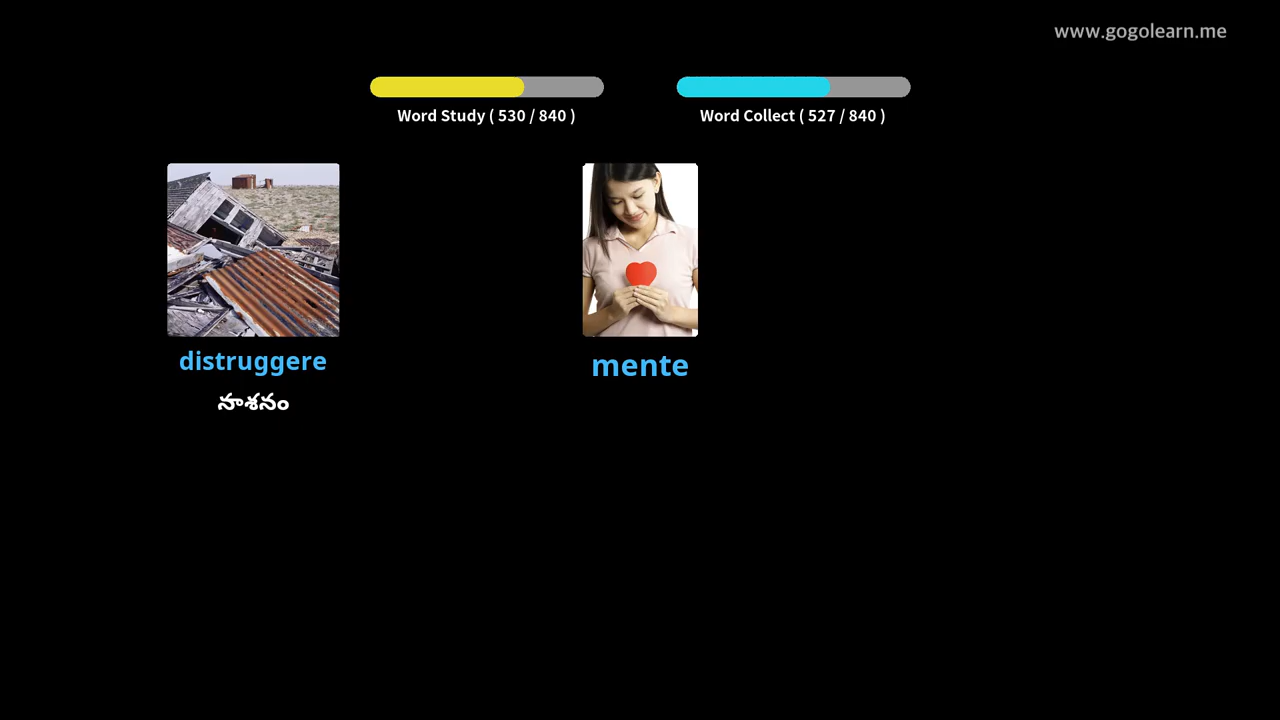 www.gogolearn.me
Word Study ( 530 / 840 )
Word Collect ( 527 / 840 )
distruggere
నాశనం
mente